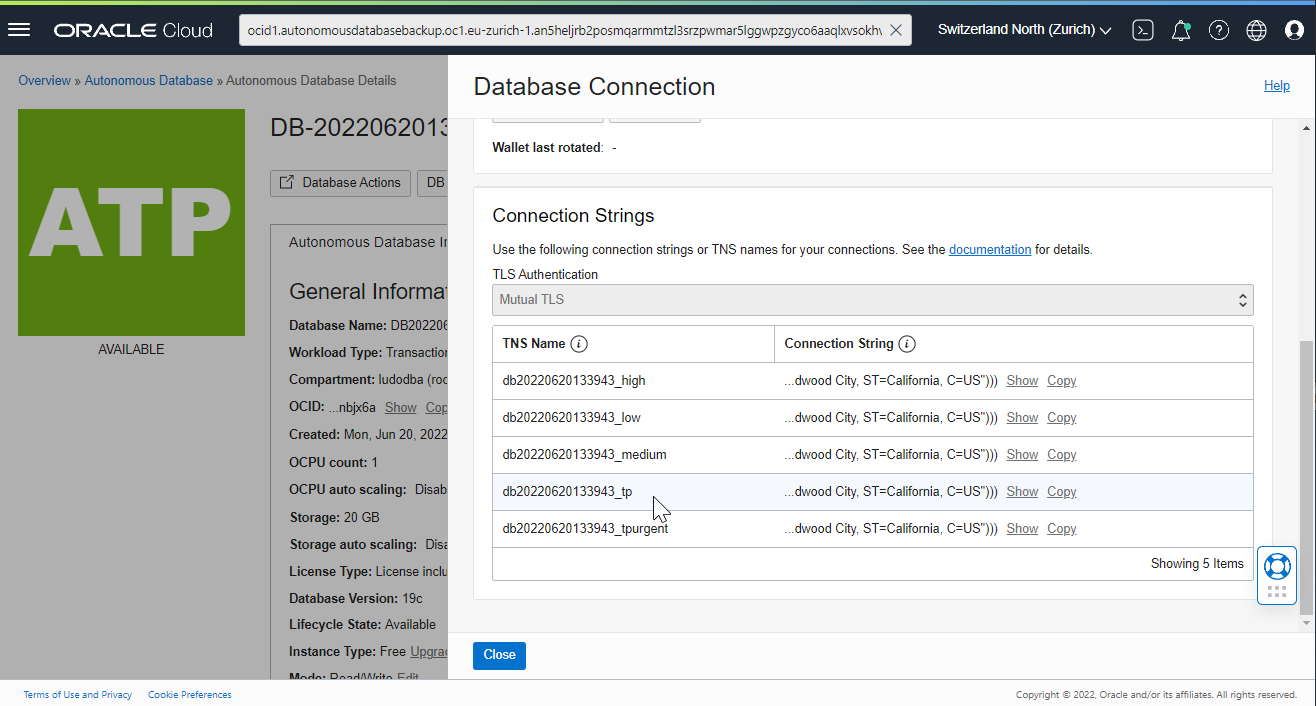 ORACLE Cloud
ocid1.autonomousdatabasebackup.oc1.eu-zurich-1.an5heljrb2posmqarmmtzl3srzpwmar5lggwpzgyco6aaqlxvsokhv
Switzerland North (Zurich)
Overview » Autonomous Database » Autonomous Database Details
ATP
AVAILABLE
DB-2022062013
Database Actions
DB
Autonomous Database In
General Informat
Database Name: DB202206
Workload Type: Transaction
Compartment: ludodba (roo
OCID: ...nbjx6a Show Cop
Created: Mon, Jun 20, 2022
OCPU count: 1
OCPU auto scaling: Disab
Storage: 20 GB
Storage auto scaling: Disa
License Type: License inclu
Database Version: 19c
Lifecycle State: Available
Instance Type: Free Upgrad
Mode: Read/Write Edit
Database Connection
Help
Wallet last rotated: -
Connection Strings
Use the following connection strings or TNS names for your connections. See the documentation for details.
TLS Authentication
Mutual TLS
TNS Name Connection String
db20220620133943_high ...dwood City, ST=California, C=US"))) Show Copy
db20220620133943_low ...dwood City, ST=California, C=US"))) Show Copy
db20220620133943_medium ...dwood City, ST=California, C=US"))) Show Copy
db20220620133943_tp ...dwood City, ST=California, C=US"))) Show Copy
db20220620133943_tpurgent ...dwood City, ST=California, C=US"))) Show Copy
Showing 5 Items
Close
Terms of Use and Privacy Cookie Preferences
Copyright © 2022, Oracle and/or its affiliates. All rights reserved.